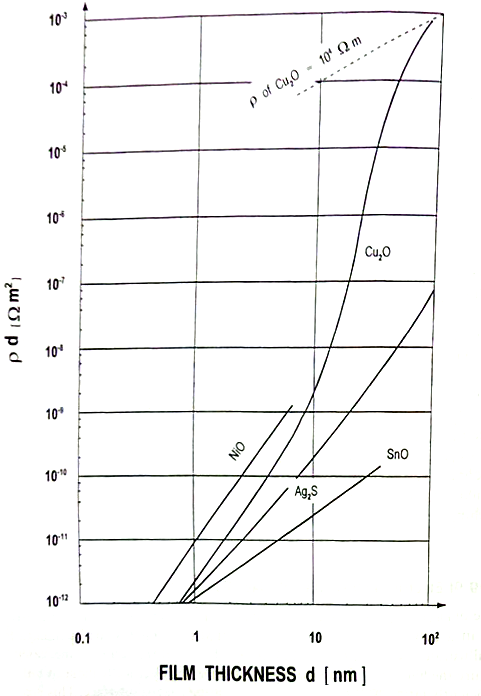 10⁻³
10⁻⁴
10⁻⁵
10⁻⁶
10⁻⁷
10⁻⁸
10⁻⁹
10⁻¹⁰
10⁻¹¹
10⁻¹²
ρ d [Ω m²]
ρ of Cu₂O = 10⁴ Ω m
Cu₂O
NiO
Ag₂S
SnO
0.1
1
10
10²
FILM THICKNESS d [nm]